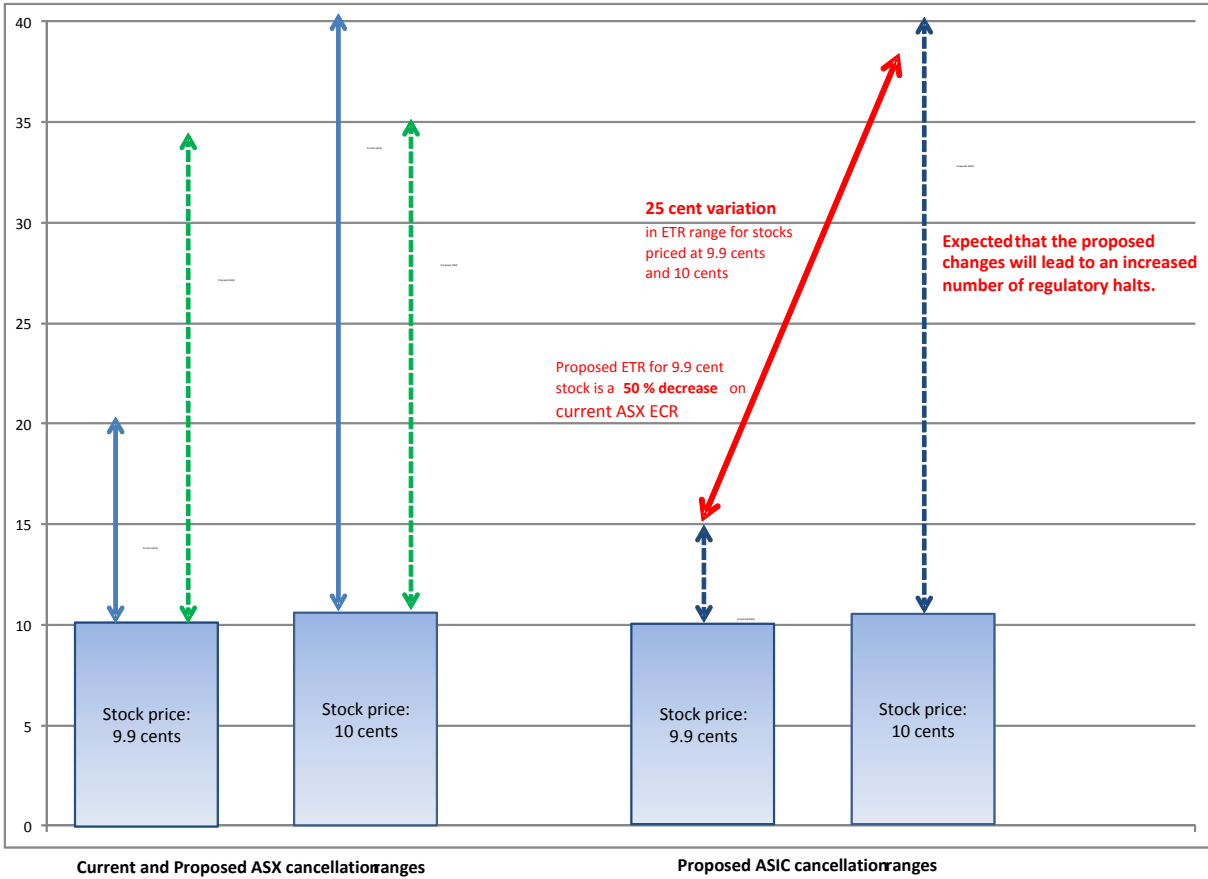 40
35
30
25
20
15
10
5
0
25 cent variation
in ETR range for stocks
priced at 9.9 cents
and 10 cents
Expected that the proposed
changes will lead to an increased
number of regulatory halts.
Proposed ETR for 9.9 cent
stock is a 50 % decrease on
current ASX ECR
Stock price:
9.9 cents
Stock price:
10 cents
Stock price:
9.9 cents
Stock price:
10 cents
Current and Proposed ASX cancellation ranges
Proposed ASIC cancellation ranges